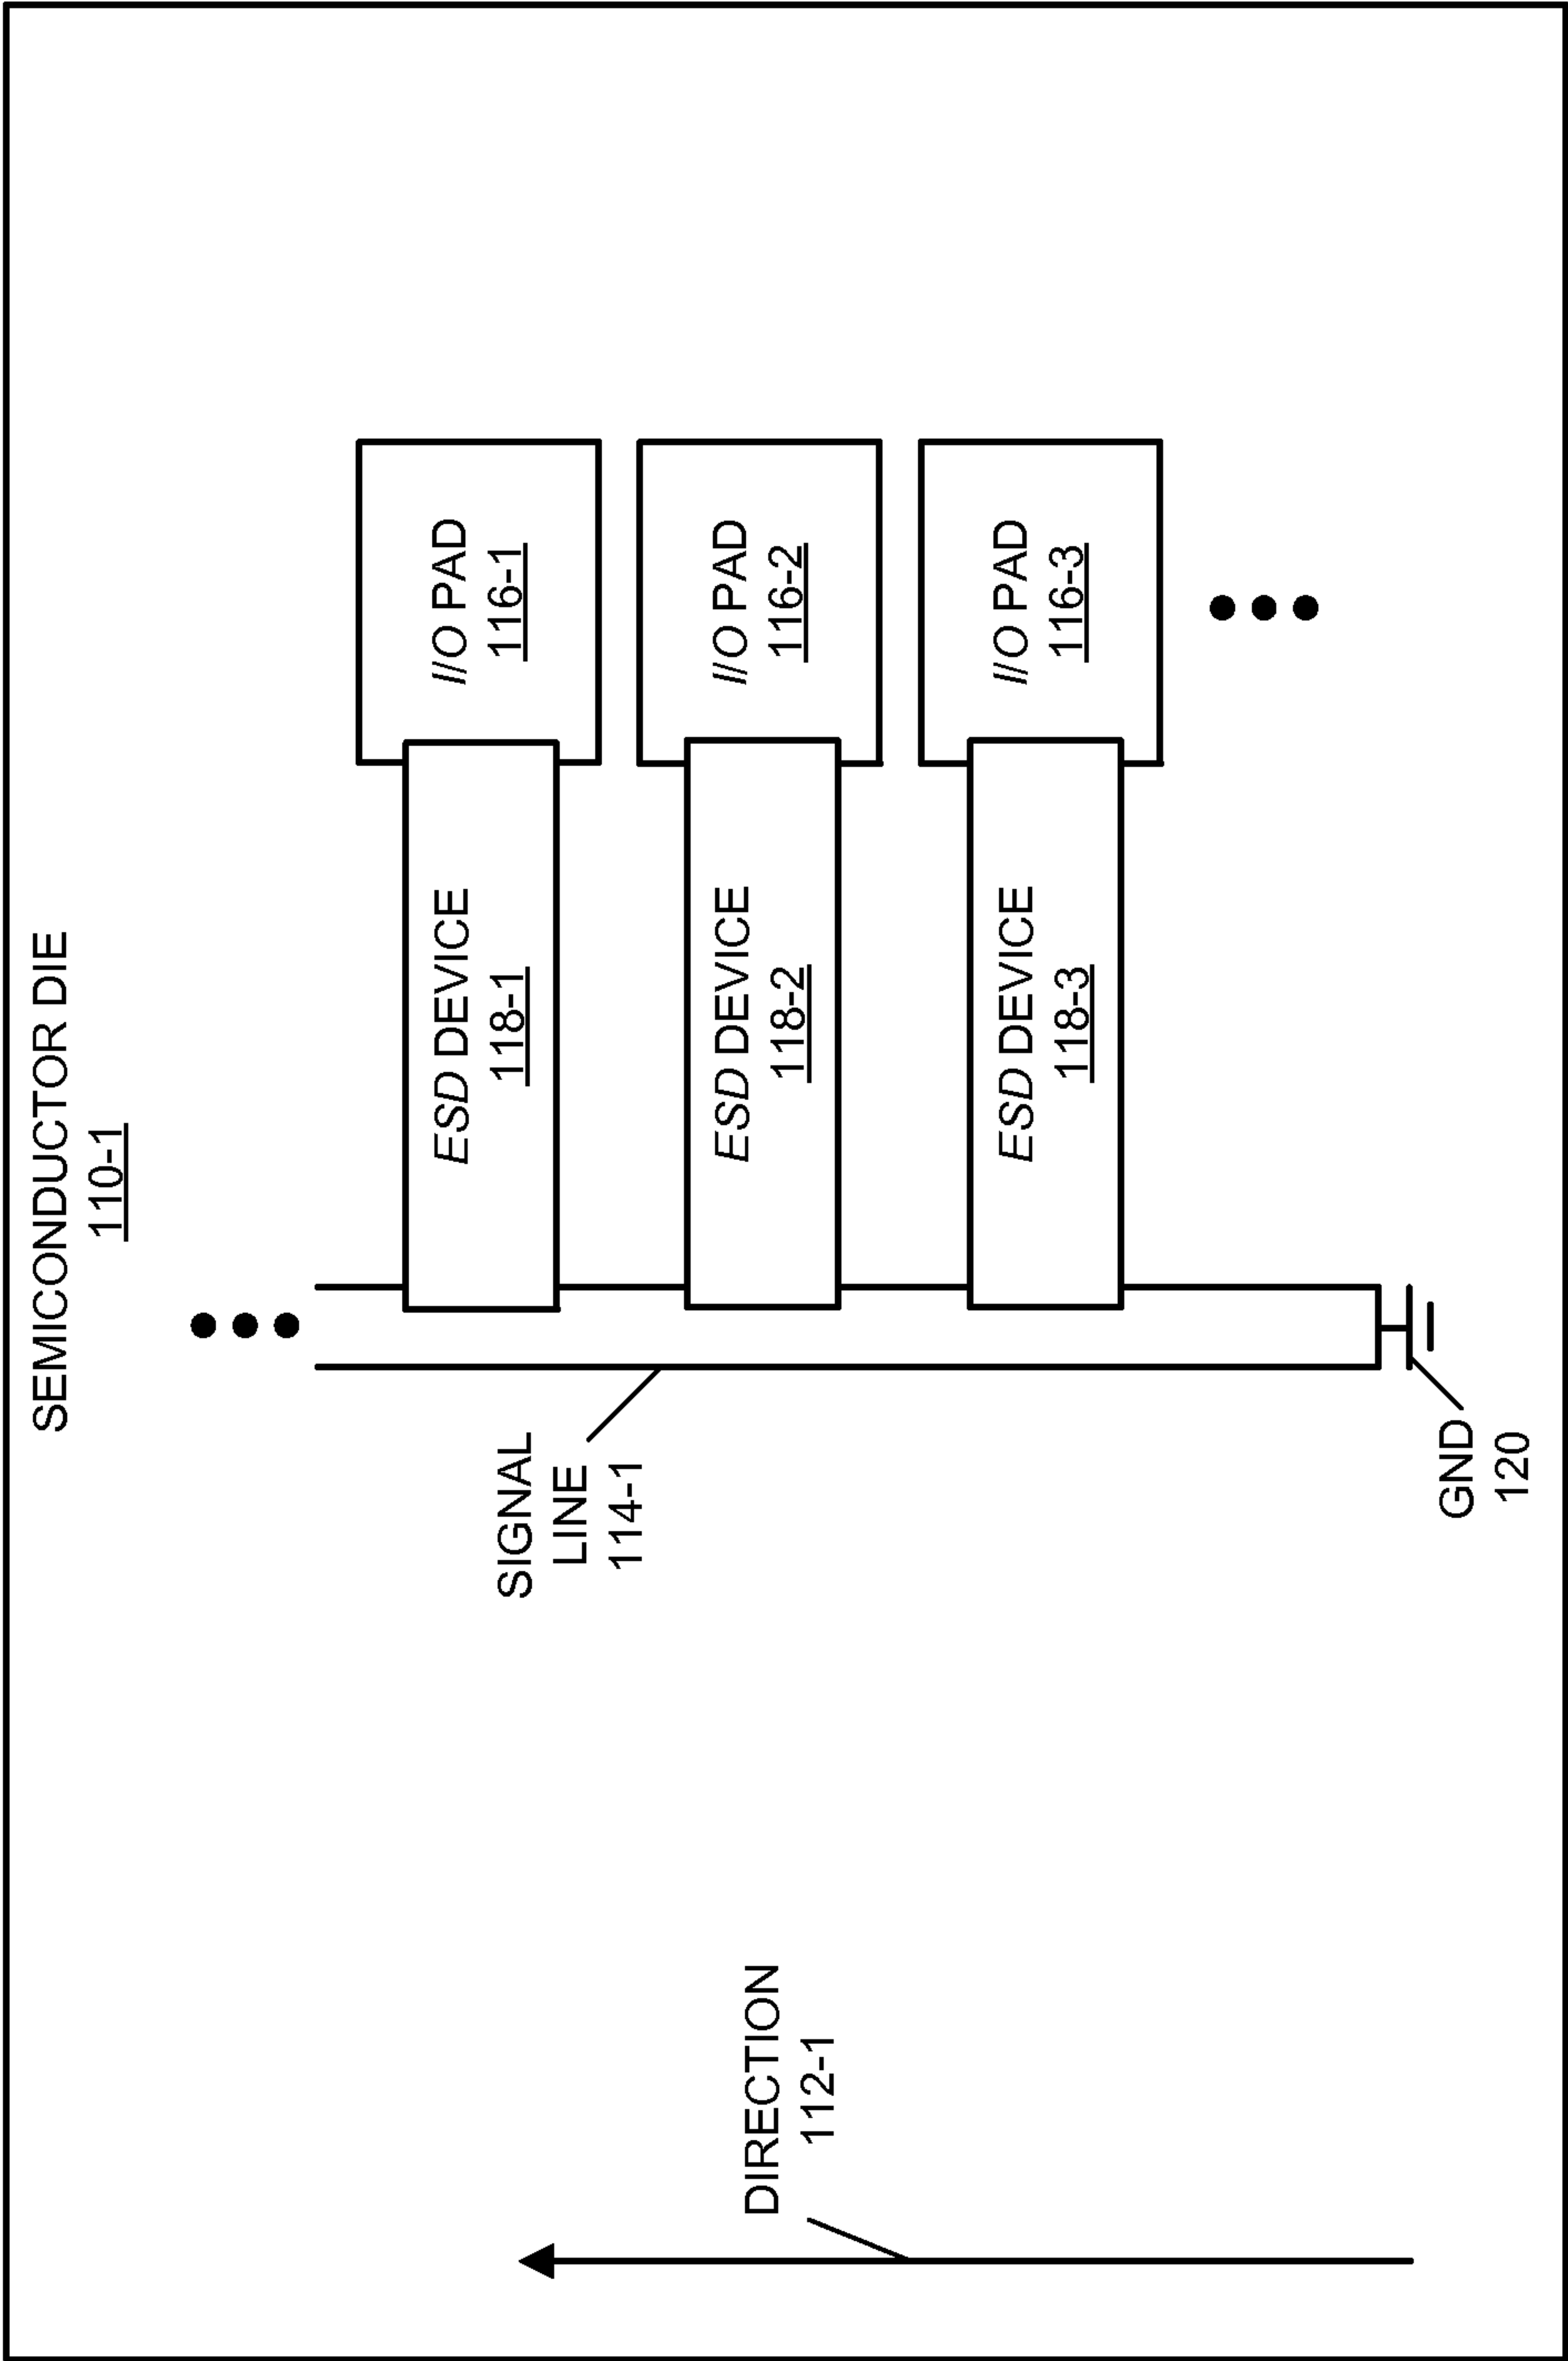 SEMICONDUCTOR DIE
110-1
I/O PAD
116-1
I/O PAD
116-2
I/O PAD
116-3
ESD DEVICE
118-1
ESD DEVICE
118-2
ESD DEVICE
118-3
SIGNAL
LINE
114-1
GND
120
DIRECTION
112-1